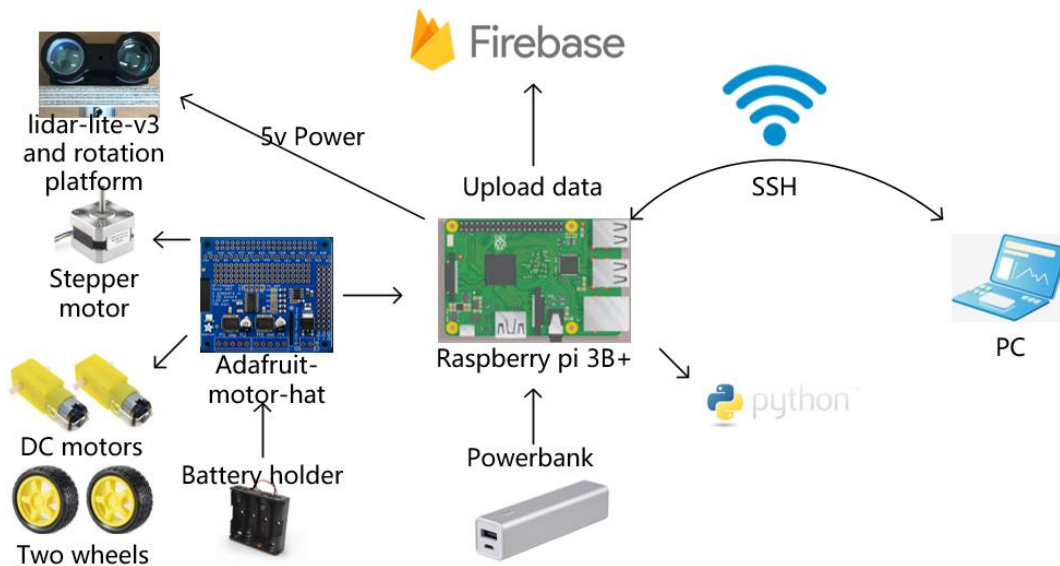 Firebase
lidar-lite-v3
and rotation
platform
5v Power
Upload data
SSH
Stepper
motor
Adafruit-
motor-hat
Raspberry pi 3B+
PC
python
DC motors
Battery holder
Powerbank
Two wheels